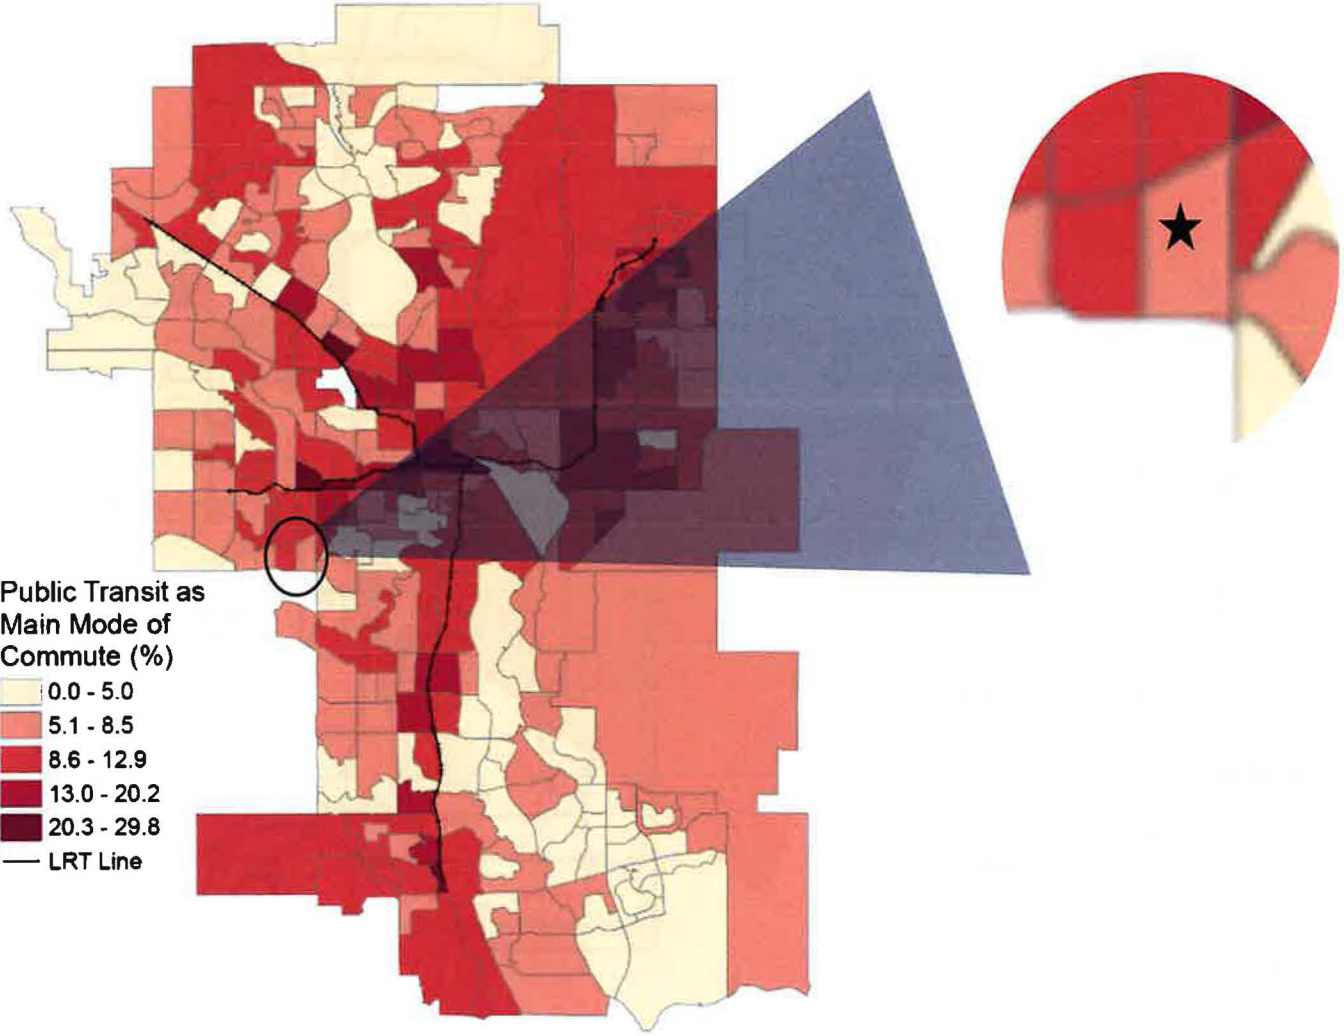 Public Transit as
Main Mode of
Commute (%)
0.0 - 5.0
5.1 - 8.5
8.6 - 12.9
13.0 - 20.2
20.3 - 29.8
LRT Line